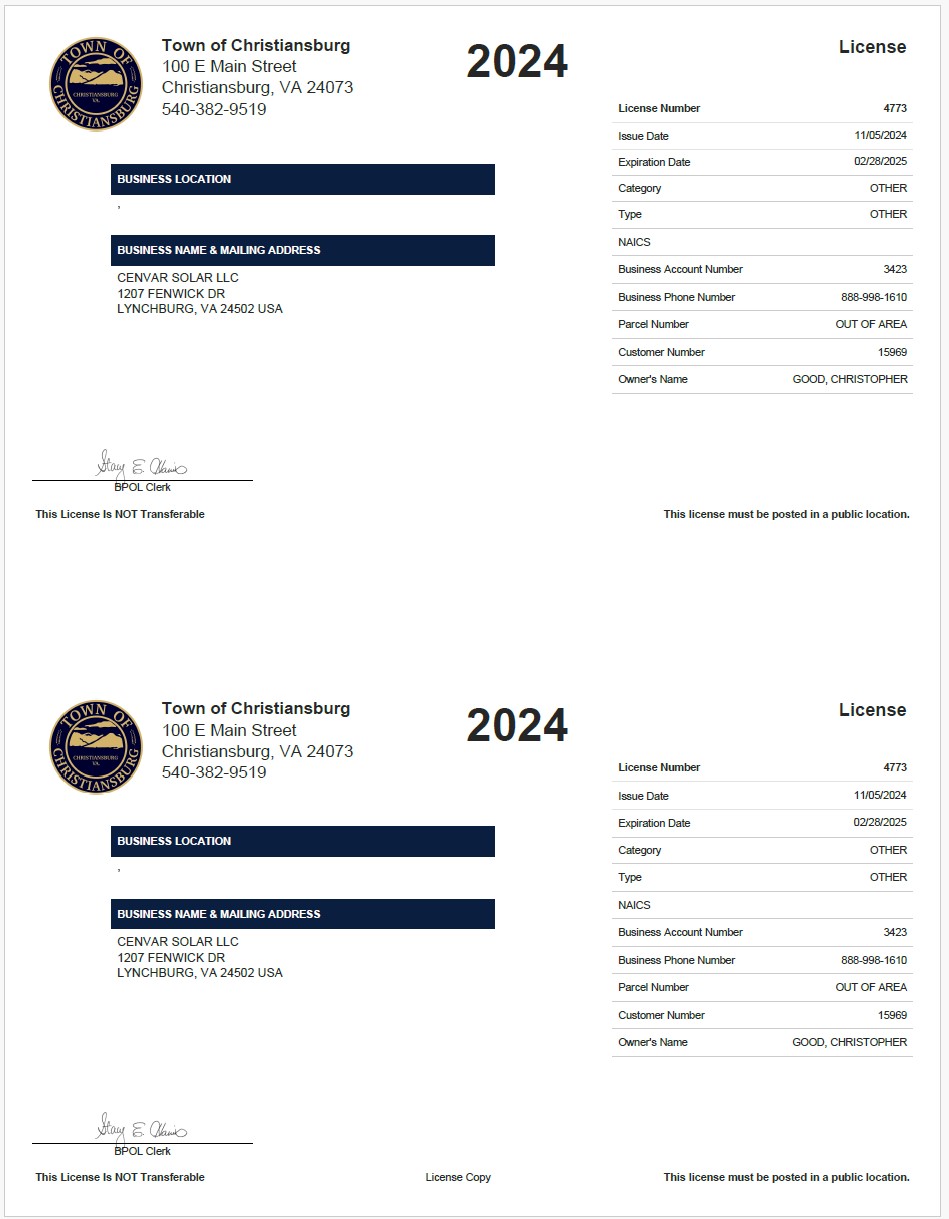 TOWN OF CHRISTIANSBURG
CHRISTIANSBURG
VA.
Town of Christiansburg
100 E Main Street
Christiansburg, VA 24073
540-382-9519
2024
License
License Number 4773
Issue Date 11/05/2024
Expiration Date 02/28/2025
Category OTHER
Type OTHER
NAICS
Business Account Number 3423
Business Phone Number 888-998-1610
Parcel Number OUT OF AREA
Customer Number 15969
Owner's Name GOOD, CHRISTOPHER
BUSINESS LOCATION
,
BUSINESS NAME & MAILING ADDRESS
CENVAR SOLAR LLC
1207 FENWICK DR
LYNCHBURG, VA 24502 USA
BPOL Clerk
This License Is NOT Transferable
This license must be posted in a public location.
TOWN OF CHRISTIANSBURG
CHRISTIANSBURG
VA.
Town of Christiansburg
100 E Main Street
Christiansburg, VA 24073
540-382-9519
2024
License
License Number 4773
Issue Date 11/05/2024
Expiration Date 02/28/2025
Category OTHER
Type OTHER
NAICS
Business Account Number 3423
Business Phone Number 888-998-1610
Parcel Number OUT OF AREA
Customer Number 15969
Owner's Name GOOD, CHRISTOPHER
BUSINESS LOCATION
,
BUSINESS NAME & MAILING ADDRESS
CENVAR SOLAR LLC
1207 FENWICK DR
LYNCHBURG, VA 24502 USA
BPOL Clerk
This License Is NOT Transferable
License Copy
This license must be posted in a public location.